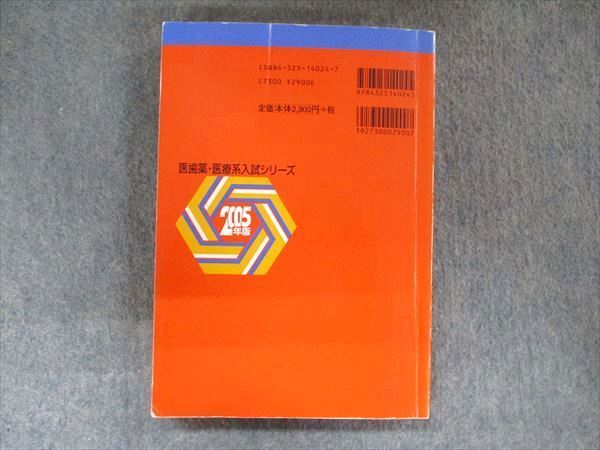 ISBN4-325-14024-7
C7300 ¥2900E
定価:本体2,900円+税
9784325140245
1927300029007
医歯薬・医療系入試シリーズ
2005
年版